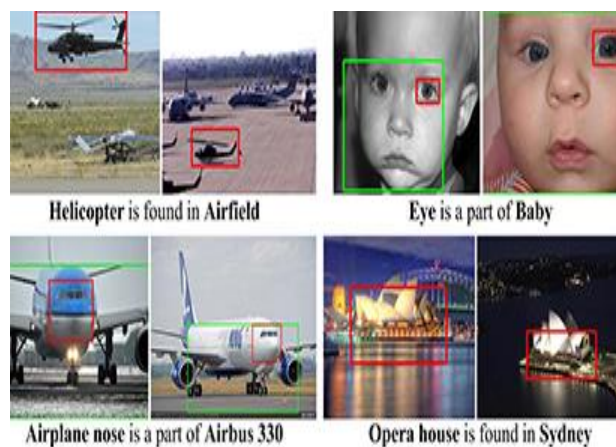 Helicopter is found in Airfield
Eye is a part of Baby
Airplane nose is a part of Airbus 330
Opera house is found in Sydney